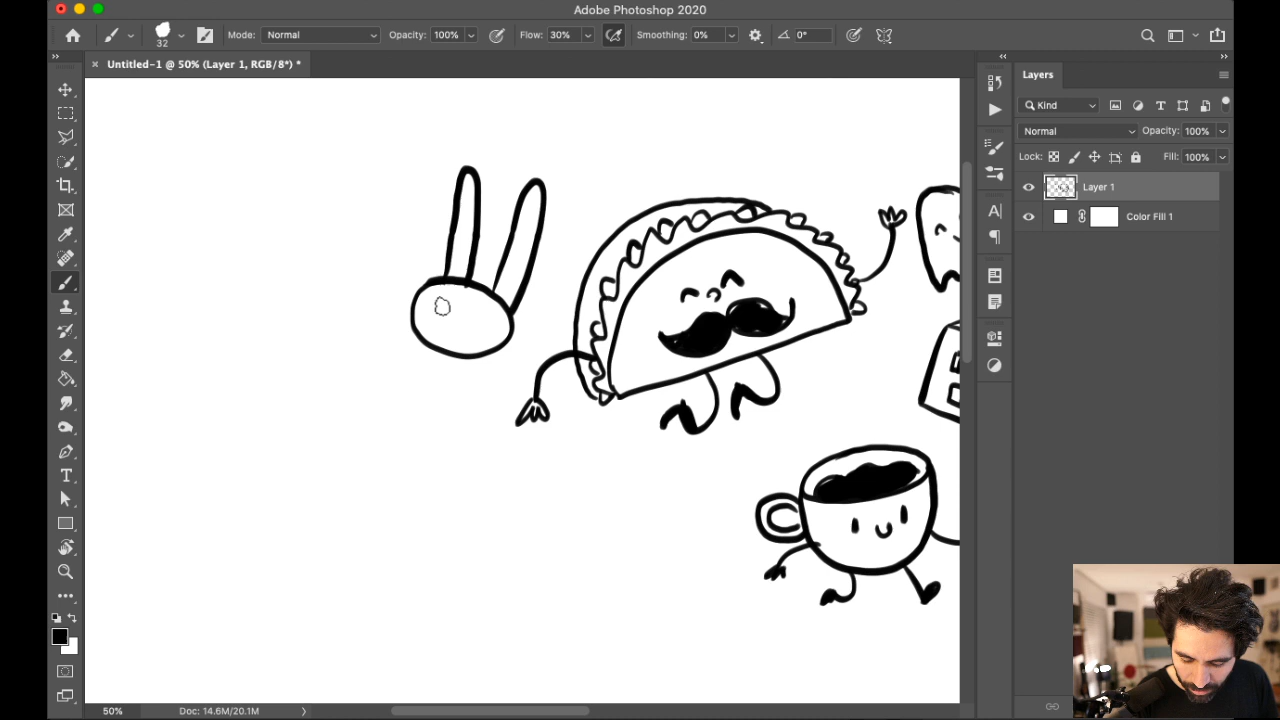 Adobe Photoshop 2020
32
Mode: Normal
Opacity: 100%
Flow: 30%
Smoothing: 0%
0°
× Untitled-1 @ 50% (Layer 1, RGB/8*) *
Layers
Kind
Normal
Opacity: 100%
Lock:
Fill: 100%
Layer 1
Color Fill 1
50%
Doc: 14.6M/20.1M